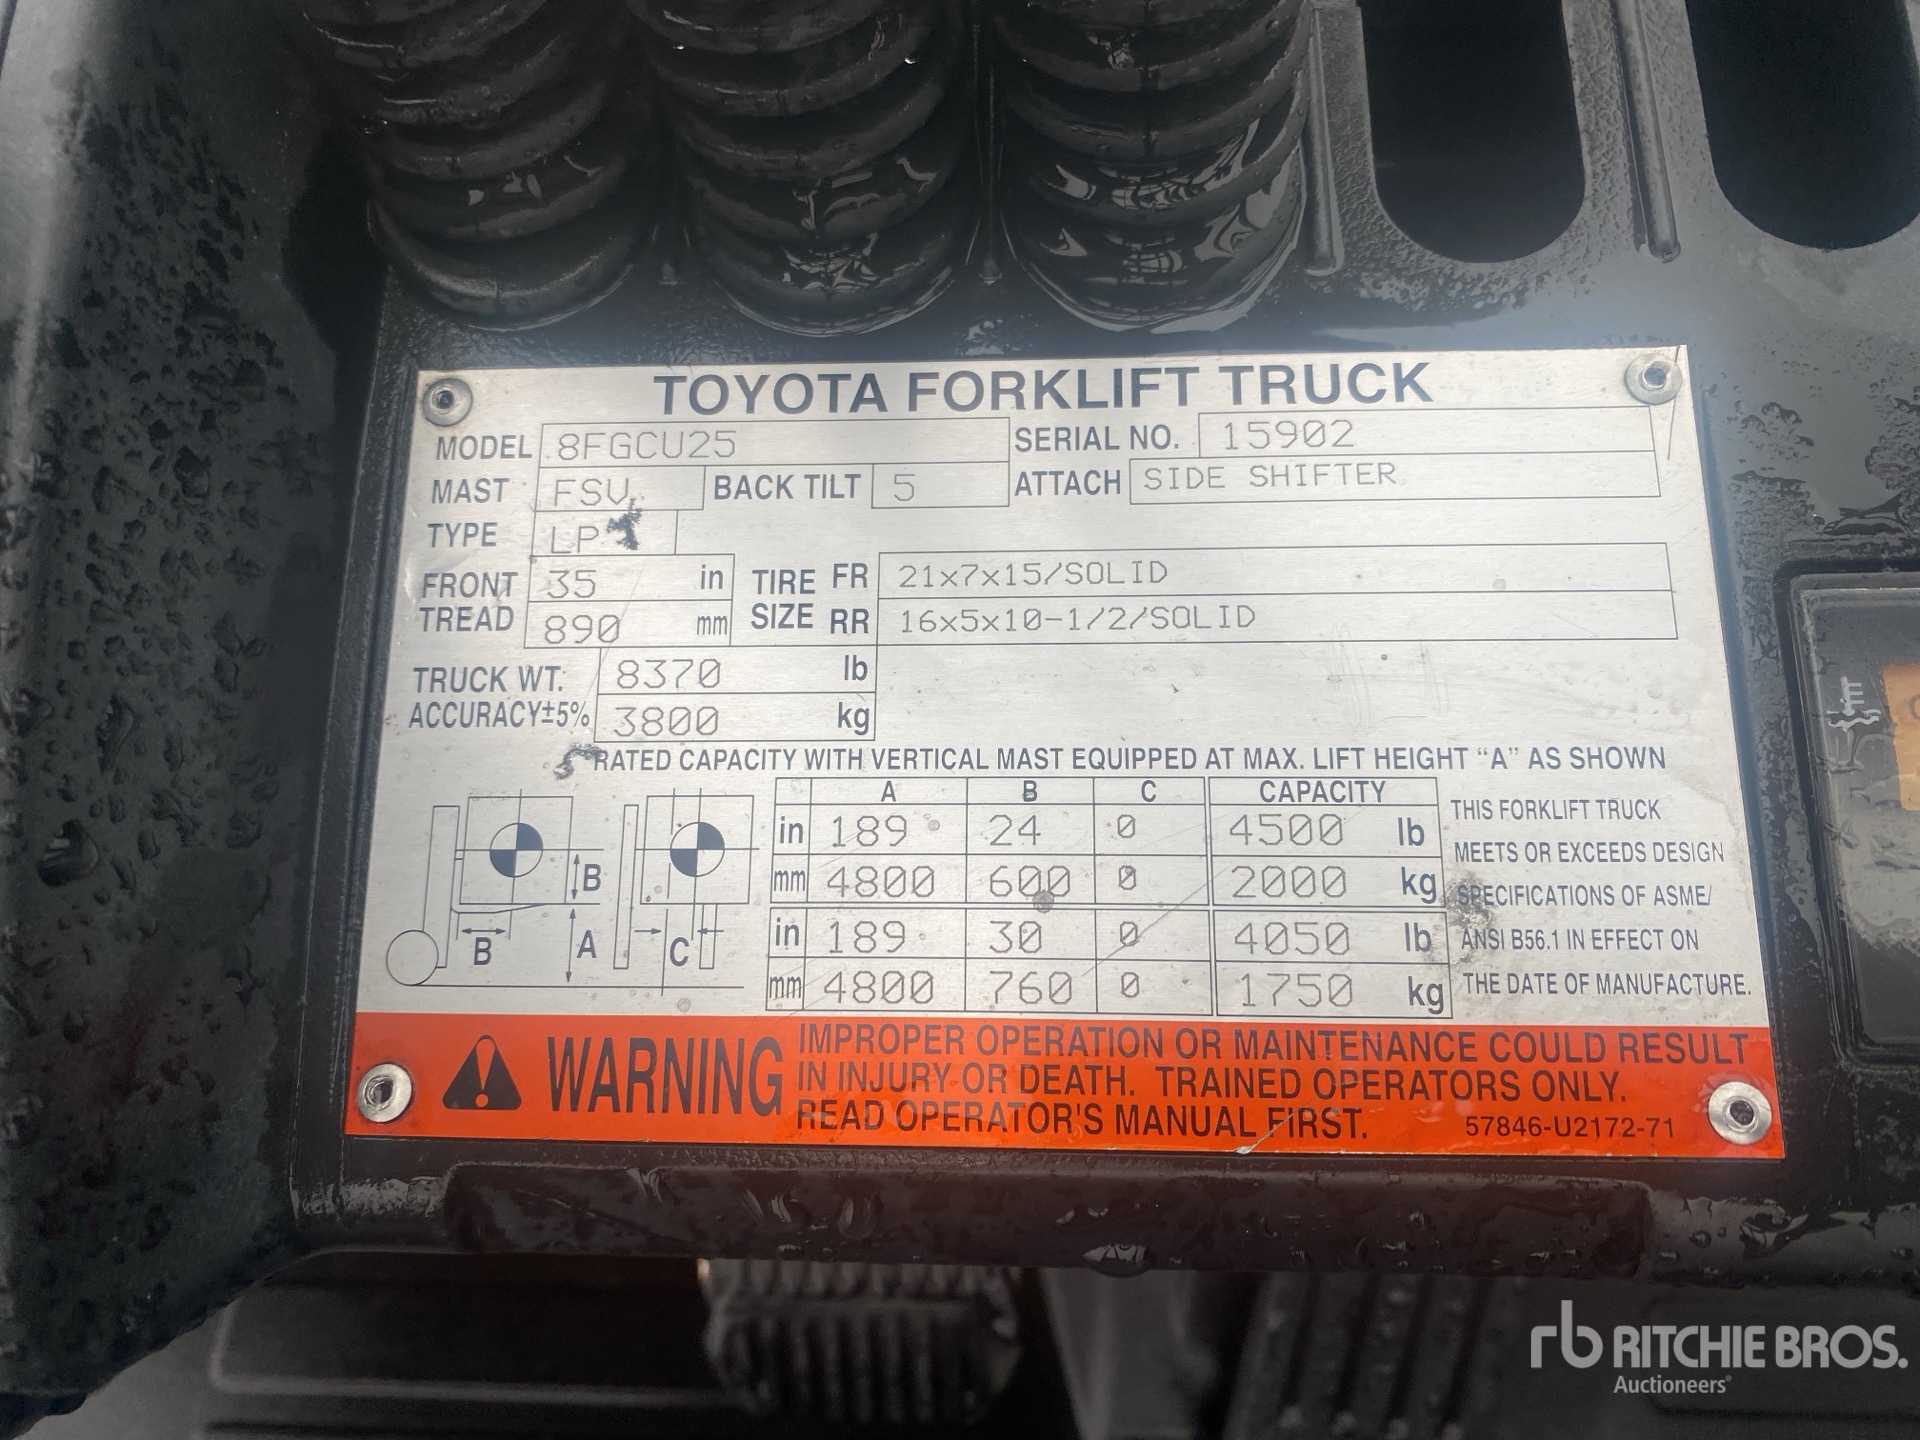 TOYOTA FORKLIFT TRUCK
MODEL 8FGCU25 SERIAL NO. 15902
MAST FSV BACK TILT 5 ATTACH SIDE SHIFTER
TYPE LP
FRONT TREAD 35 in TIRE SIZE FR 21x7x15/SOLID
890 mm RR 16x5x10-1/2/SOLID
TRUCK WT. 8370 lb
ACCURACY±5% 3800 kg
RATED CAPACITY WITH VERTICAL MAST EQUIPPED AT MAX. LIFT HEIGHT "A" AS SHOWN
A B C CAPACITY
in 189 24 0 4500 lb
mm 4800 600 0 2000 kg
in 189 30 0 4050 lb
mm 4800 760 0 1750 kg
B
B A C
THIS FORKLIFT TRUCK
MEETS OR EXCEEDS DESIGN
SPECIFICATIONS OF ASME/
ANSI B56.1 IN EFFECT ON
THE DATE OF MANUFACTURE.
WARNING
IMPROPER OPERATION OR MAINTENANCE COULD RESULT
IN INJURY OR DEATH. TRAINED OPERATORS ONLY.
READ OPERATOR'S MANUAL FIRST. 57846-U2172-71
rb RITCHIE BROS.
Auctioneers®